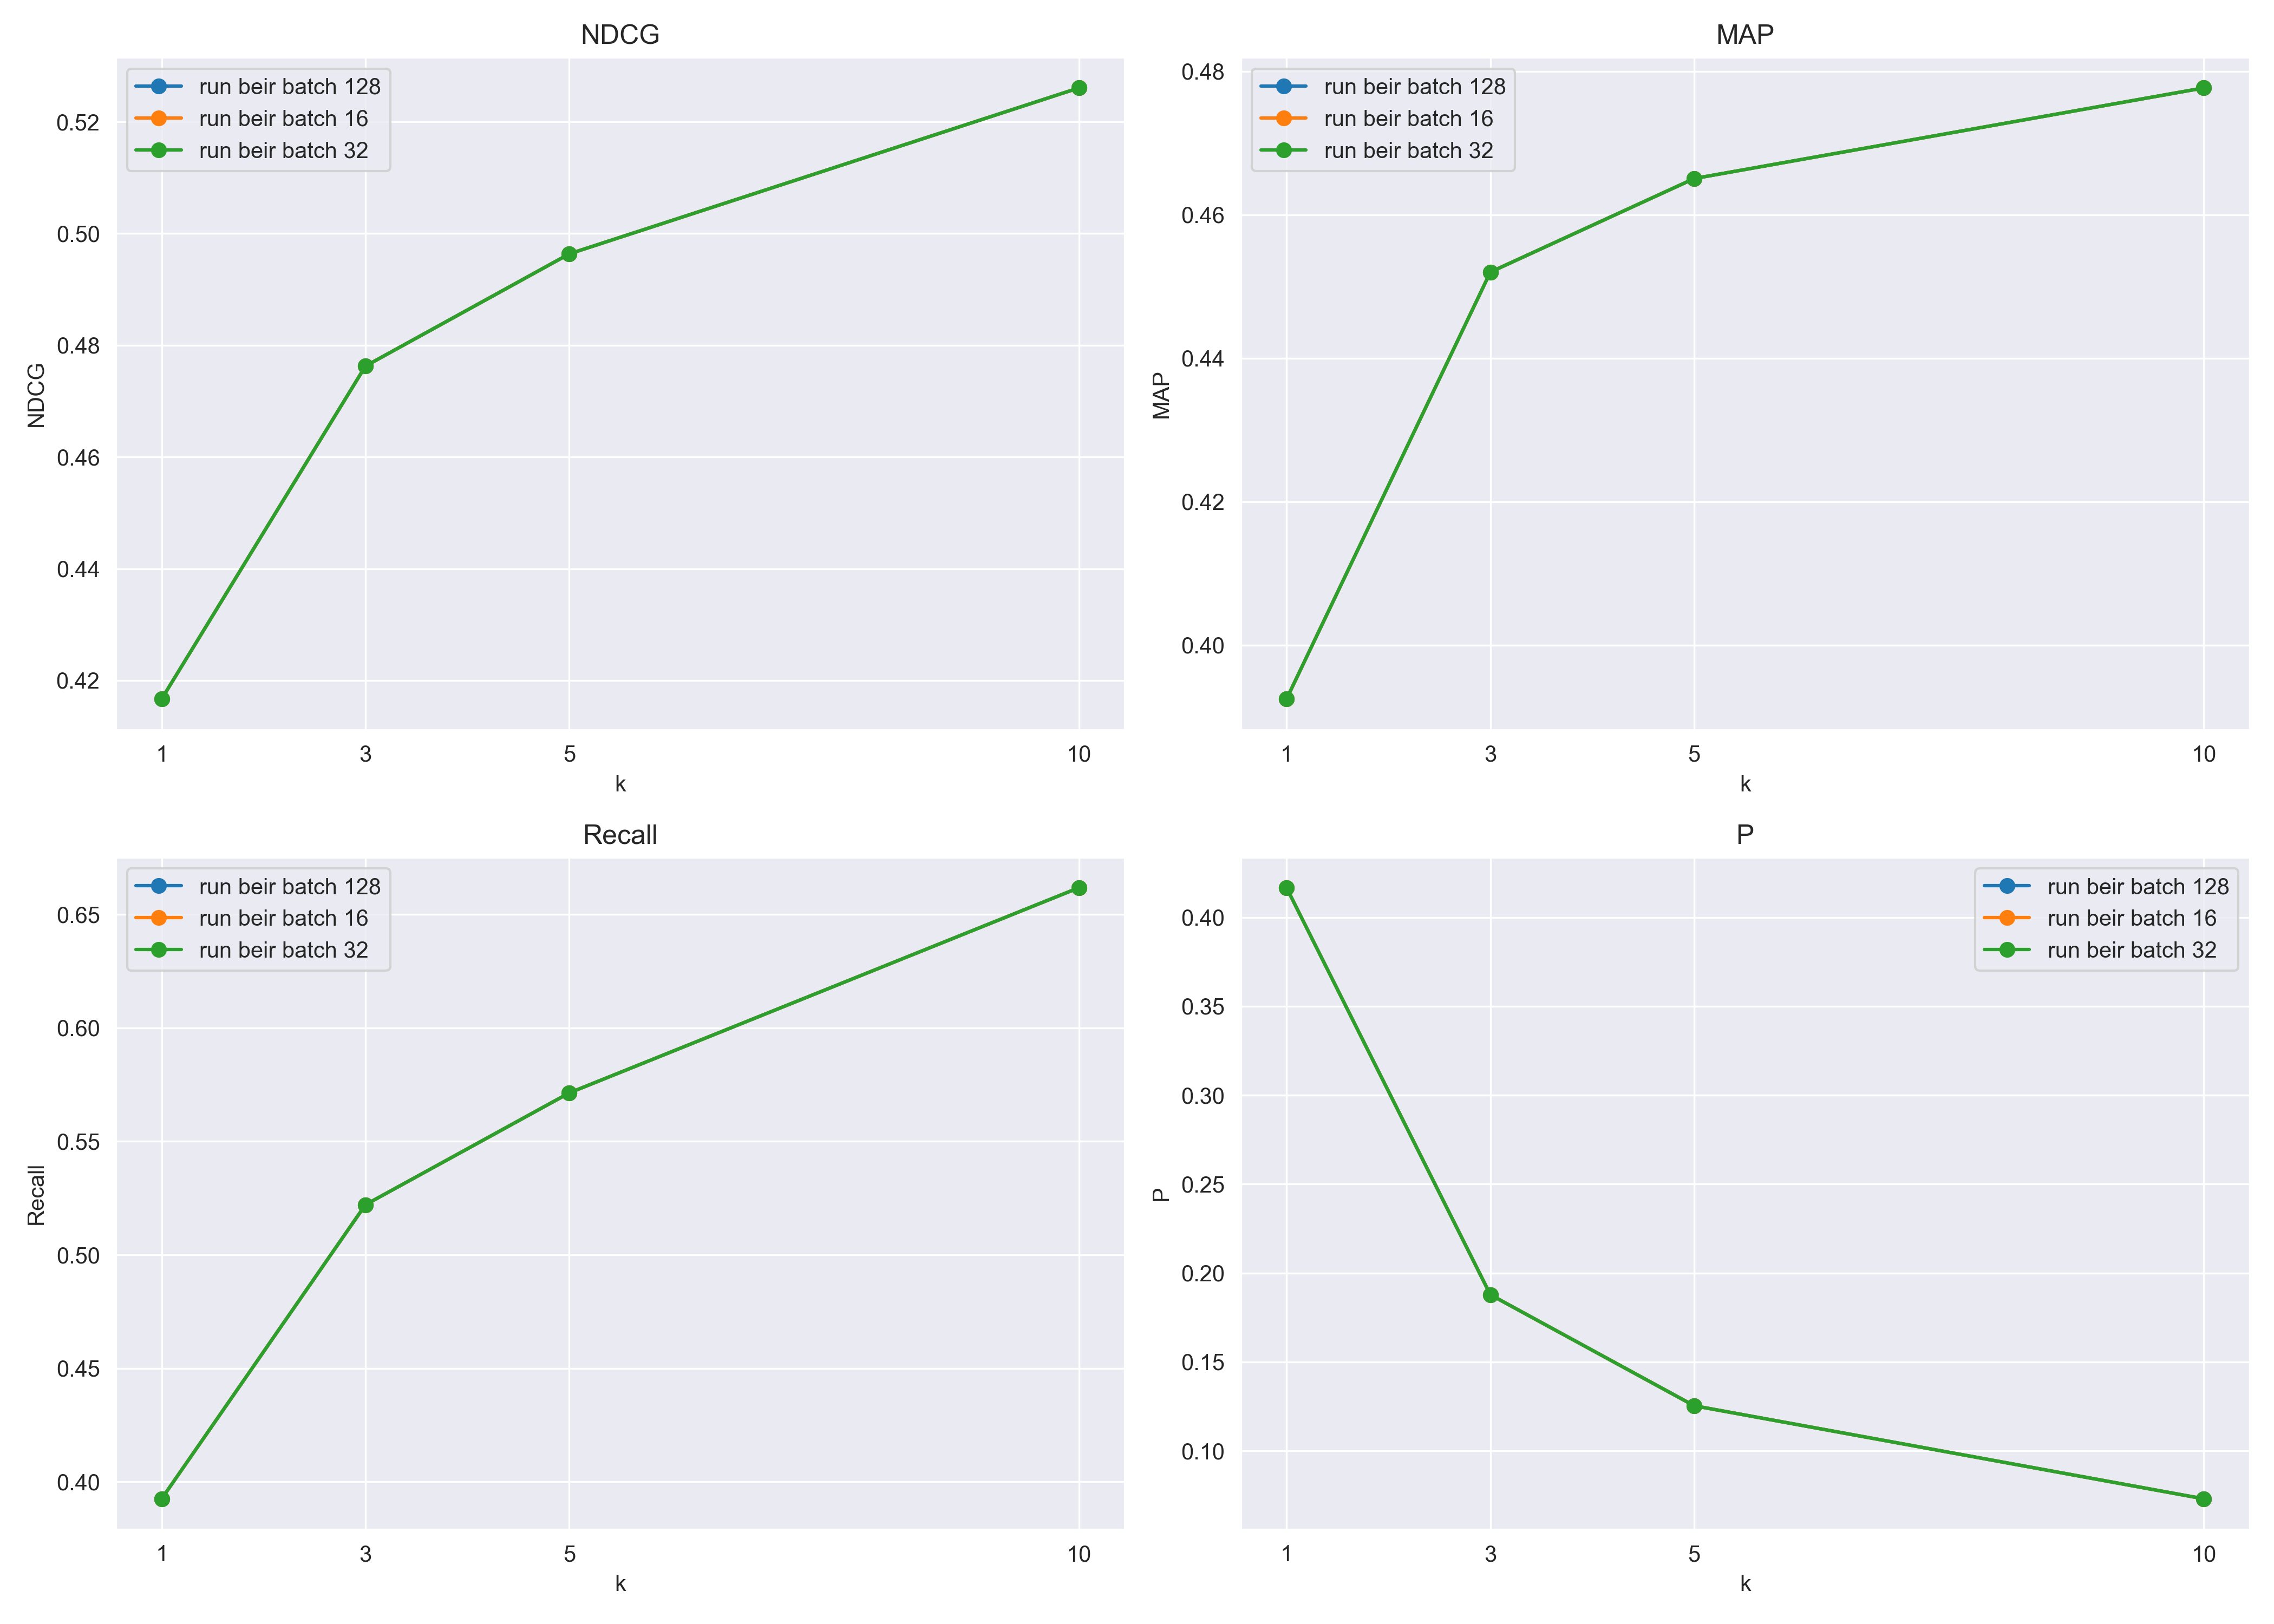 NDCG
run beir batch 128
run beir batch 16
run beir batch 32
0.52
0.50
0.48
0.46
0.44
0.42
NDCG
1 3 5 10
k
MAP
run beir batch 128
run beir batch 16
run beir batch 32
0.48
0.46
0.44
0.42
0.40
MAP
1 3 5 10
k
Recall
run beir batch 128
run beir batch 16
run beir batch 32
0.65
0.60
0.55
0.50
0.45
0.40
Recall
1 3 5 10
k
P
run beir batch 128
run beir batch 16
run beir batch 32
0.40
0.35
0.30
0.25
0.20
0.15
0.10
P
1 3 5 10
k